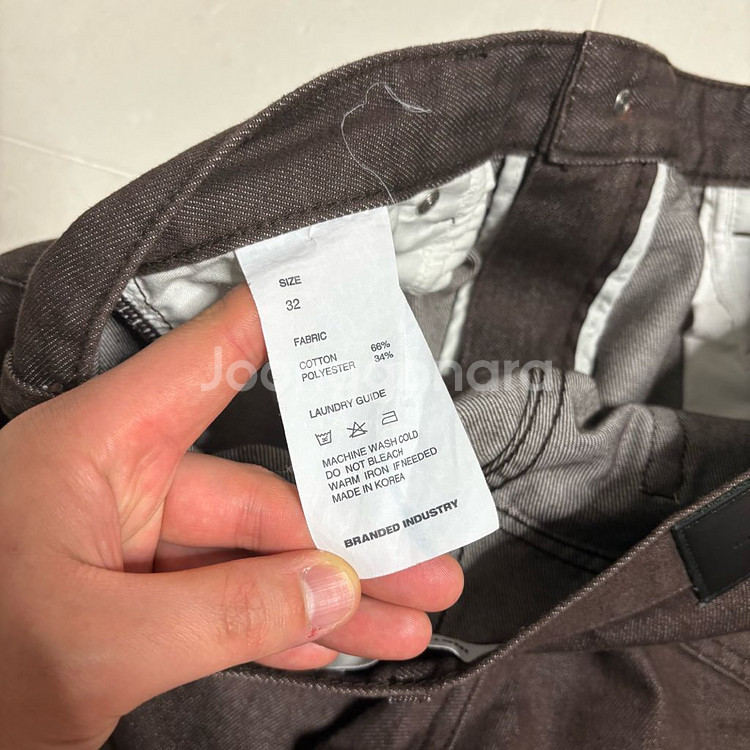 SIZE
32
FABRIC
COTTON 66%
POLYESTER 34%
LAUNDRY GUIDE
MACHINE WASH COLD
DO NOT BLEACH
WARM IRON IF NEEDED
MADE IN KOREA
BRANDED INDUSTRY